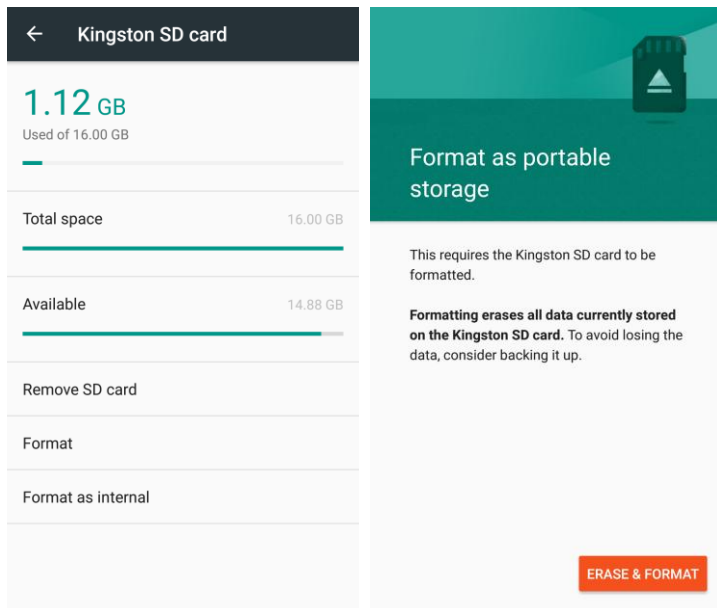 Kingston SD card
1.12 GB
Used of 16.00 GB
Total space 16.00 GB
Available 14.88 GB
Remove SD card
Format
Format as internal
Format as portable
storage
This requires the Kingston SD card to be
formatted.
Formatting erases all data currently stored
on the Kingston SD card. To avoid losing the
data, consider backing it up.
ERASE & FORMAT